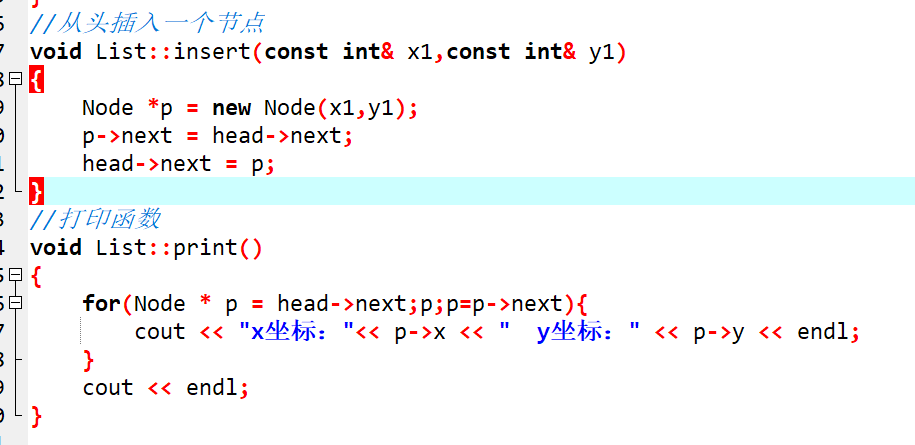 //从头插入一个节点
void List::insert(const int& x1,const int& y1)
{
    Node *p = new Node(x1,y1);
    p->next = head->next;
    head->next = p;
}
//打印函数
void List::print()
{
    for(Node * p = head->next;p;p=p->next){
        cout << "x坐标："<< p->x << "  y坐标：" << p->y << endl;
    }
    cout << endl;
}